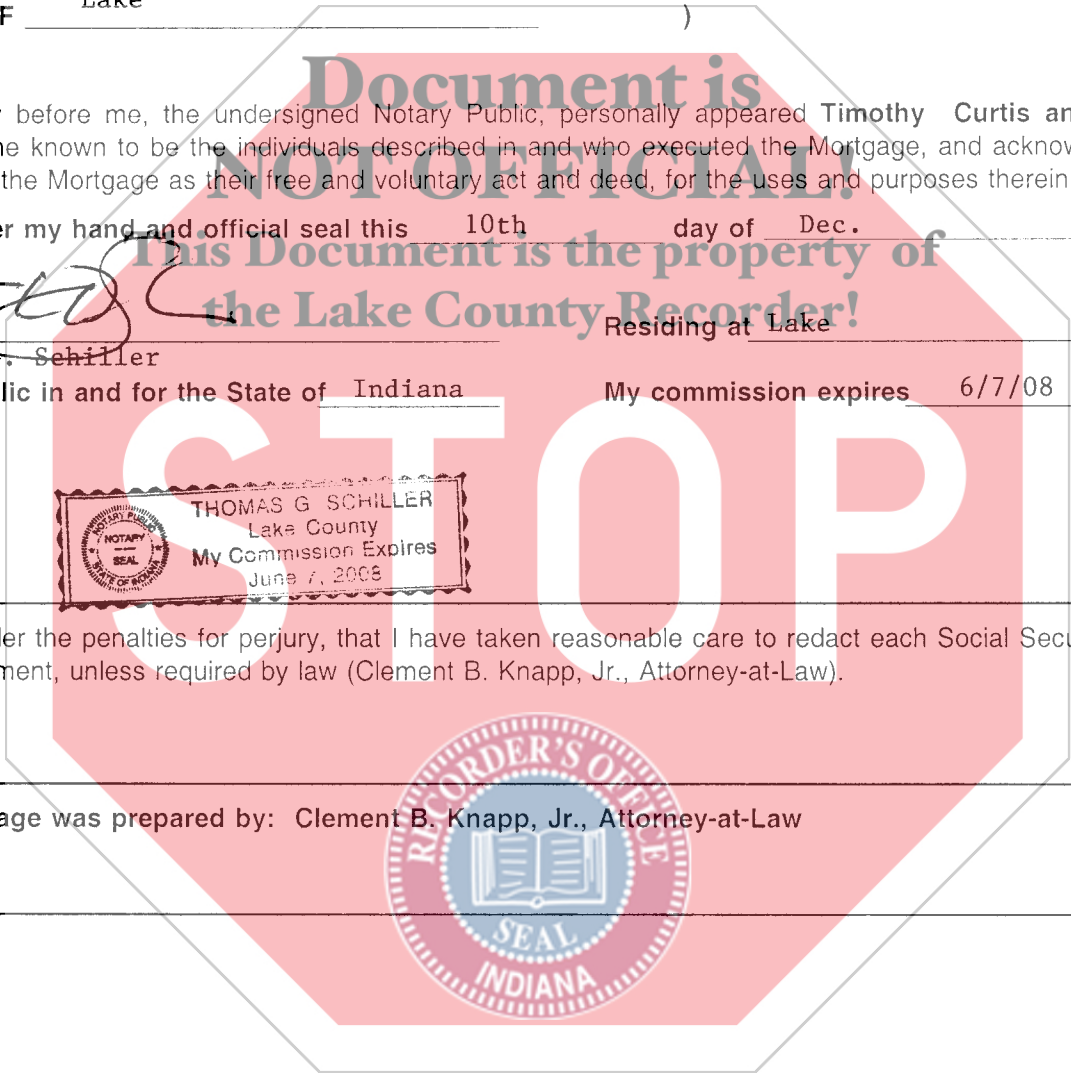 F Lake )
Document is
before me, the undersigned Notary Public, personally appeared Timothy Curtis an
e known to be the individuals described in and who executed the Mortgage, and acknow
NOT OFFICIAL!
the Mortgage as their free and voluntary act and deed, for the uses and purposes therein
er my hand and official seal this 10th day of Dec.
This Document is the property of
the Lake County Recorder!
Residing at Lake
. Schiller
lic in and for the State of Indiana My commission expires 6/7/08
STOP
THOMAS G SCHILLER
Lake County
My Commission Expires
June 7, 2008
NOTARY PUBLIC
NOTARY
SEAL
STATE OF INDIANA
er the penalties for perjury, that I have taken reasonable care to redact each Social Secu
ment, unless required by law (Clement B. Knapp, Jr., Attorney-at-Law).
RECORDER'S OFFICE
age was prepared by: Clement B. Knapp, Jr., Attorney-at-Law
SEAL
INDIANA